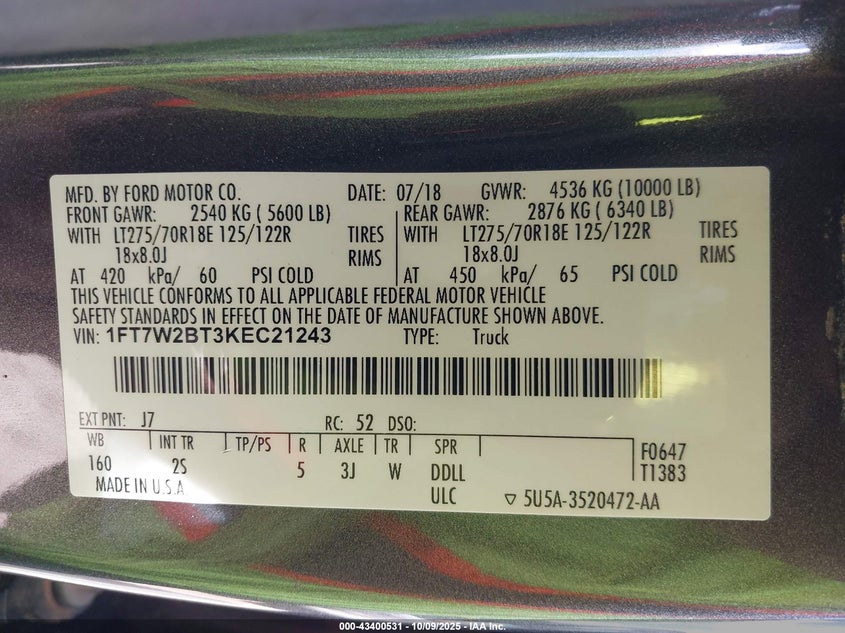 MFD. BY FORD MOTOR CO. DATE: 07/18 GVWR: 4536 KG (10000 LB)
FRONT GAWR: 2540 KG ( 5600 LB) REAR GAWR: 2876 KG ( 6340 LB)
WITH LT275/70R18E 125/122R TIRES WITH LT275/70R18E 125/122R TIRES
18x8.0J RIMS 18x8.0J RIMS
AT 420 kPa/ 60 PSI COLD AT 450 kPa/ 65 PSI COLD
THIS VEHICLE CONFORMS TO ALL APPLICABLE FEDERAL MOTOR VEHICLE
SAFETY STANDARDS IN EFFECT ON THE DATE OF MANUFACTURE SHOWN ABOVE.
VIN: 1FT7W2BT3KEC21243 TYPE: Truck
EXT PNT: J7 RC: 52 DSO:
WB INT TR TP/PS R AXLE TR SPR F0647
160 2S 5 3J W DDLL T1383
MADE IN U.S.A. ULC 5U5A-3520472-AA
000-43400531 - 10/09/2025 - IAA Inc.